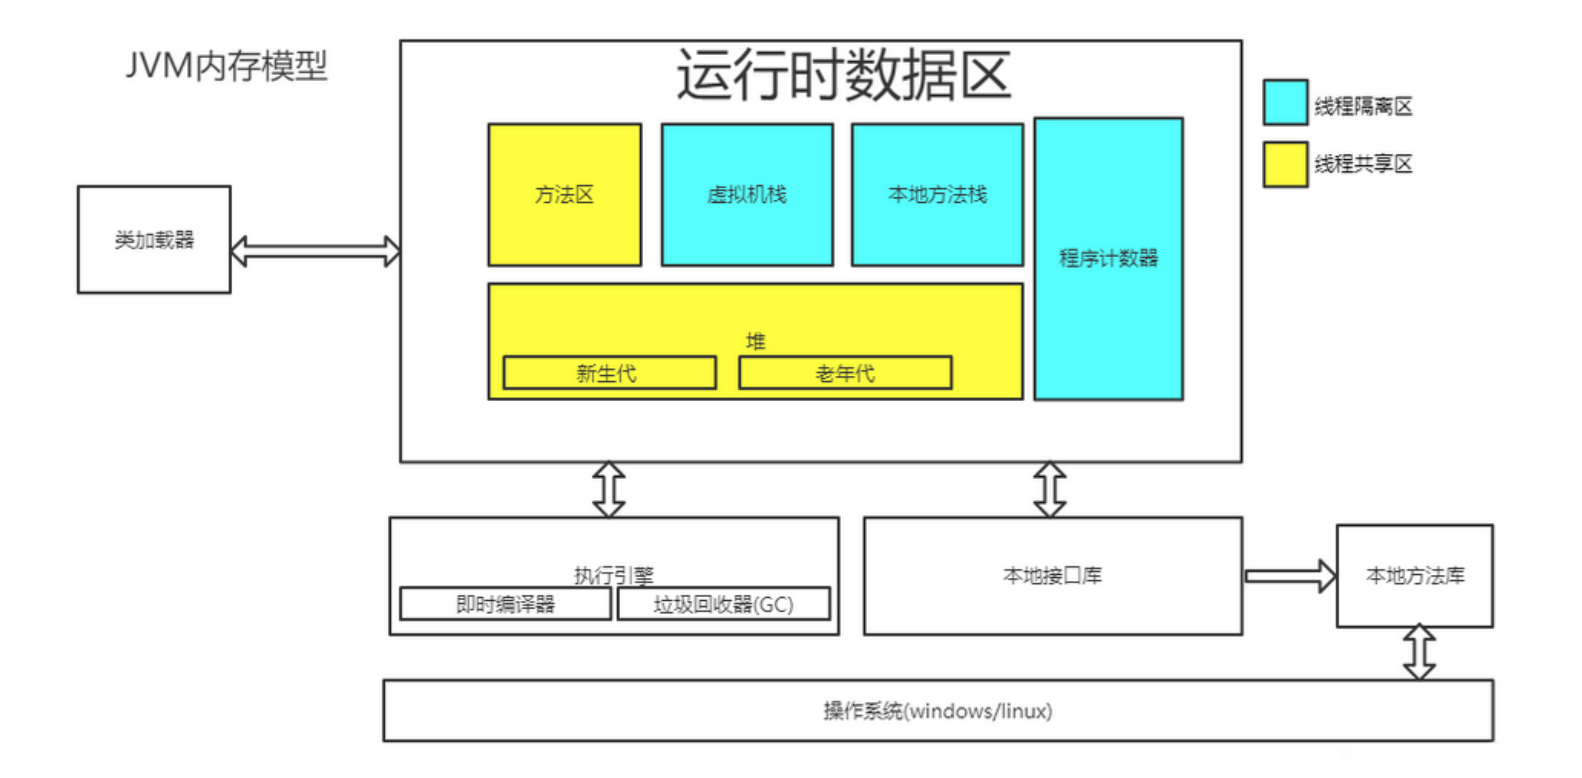 JVM内存模型
运行时数据区
线程隔离区
线程共享区
方法区
虚拟机栈
本地方法栈
程序计数器
类加载器
堆
新生代
老年代
执行引擎
即时编译器
垃圾回收器(GC)
本地接口库
本地方法库
操作系统(windows/linux)